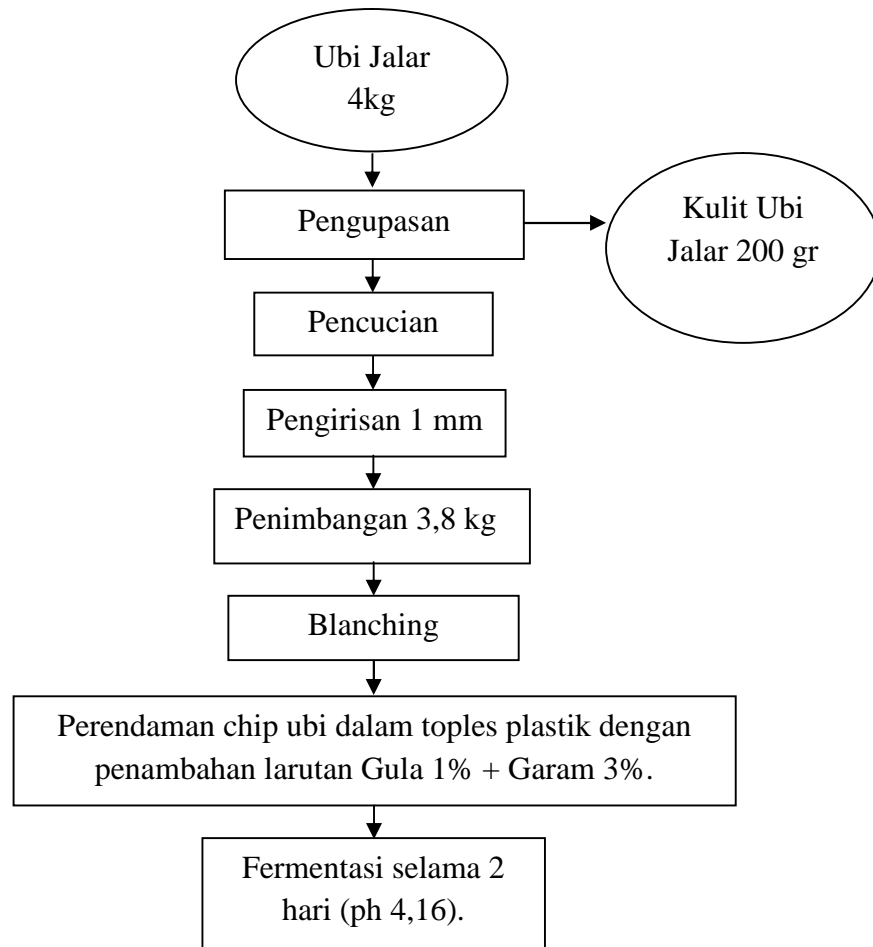 Ubi Jalar
4kg
Pengupasan
Kulit Ubi
Jalar 200 gr
Pencucian
Pengirisan 1 mm
Penimbangan 3,8 kg
Blanching
Perendaman chip ubi dalam toples plastik dengan
penambahan larutan Gula 1% + Garam 3%.
Fermentasi selama 2
hari (ph 4,16).